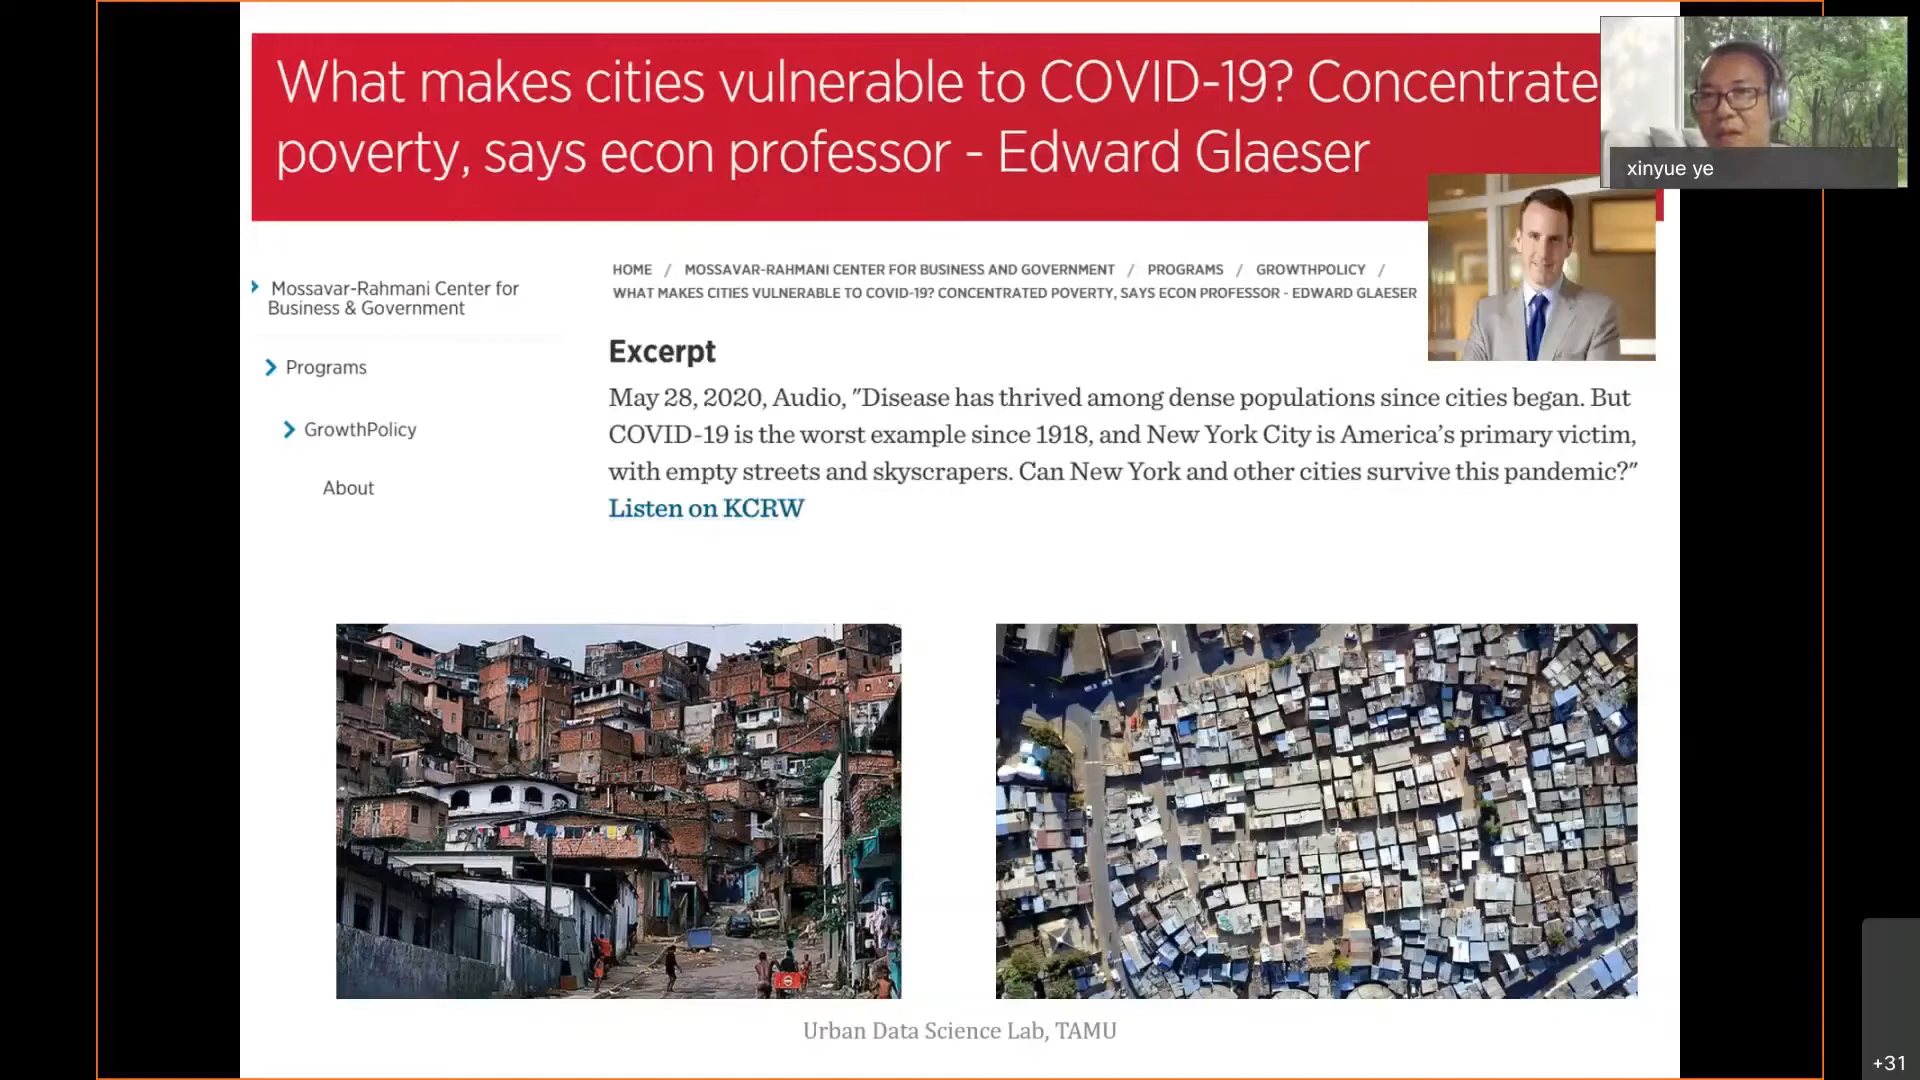 What makes cities vulnerable to COVID-19? Concentrate
poverty, says econ professor - Edward Glaeser
xinyue ye
HOME / MOSSAVAR-RAHMANI CENTER FOR BUSINESS AND GOVERNMENT / PROGRAMS / GROWTHPOLICY /
WHAT MAKES CITIES VULNERABLE TO COVID-19? CONCENTRATED POVERTY, SAYS ECON PROFESSOR - EDWARD GLAESER
Mossavar-Rahmani Center for
Business & Government
Programs
GrowthPolicy
About
Excerpt
May 28, 2020, Audio, "Disease has thrived among dense populations since cities began. But
COVID-19 is the worst example since 1918, and New York City is America's primary victim,
with empty streets and skyscrapers. Can New York and other cities survive this pandemic?"
Listen on KCRW
Urban Data Science Lab, TAMU
+31